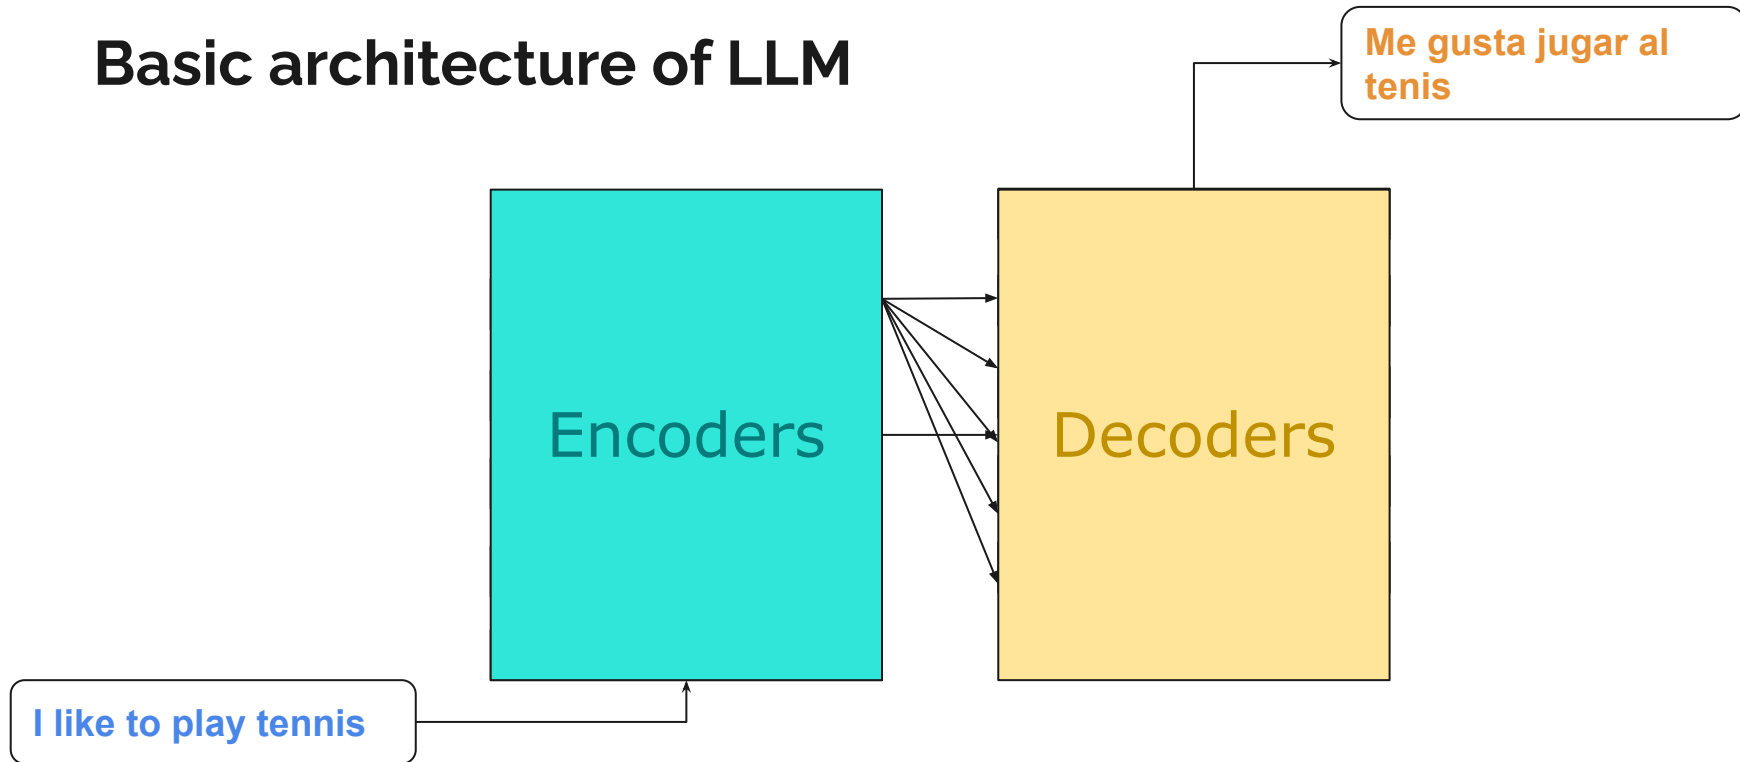 Basic architecture of LLM
Me gusta jugar al
tenis
Encoders
Decoders
I like to play tennis